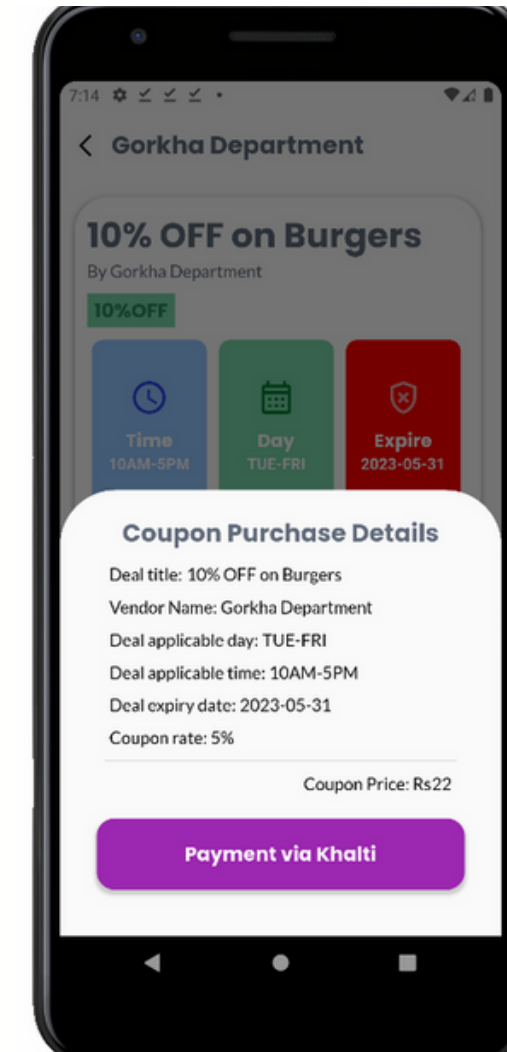 7:14
Gorkha Department
10% OFF on Burgers
By Gorkha Department
10%OFF
Time
10AM-5PM
Day
TUE-FRI
Expire
2023-05-31
Coupon Purchase Details
Deal title: 10% OFF on Burgers
Vendor Name: Gorkha Department
Deal applicable day: TUE-FRI
Deal applicable time: 10AM-5PM
Deal expiry date: 2023-05-31
Coupon rate: 5%
Coupon Price: Rs22
Payment via Khalti